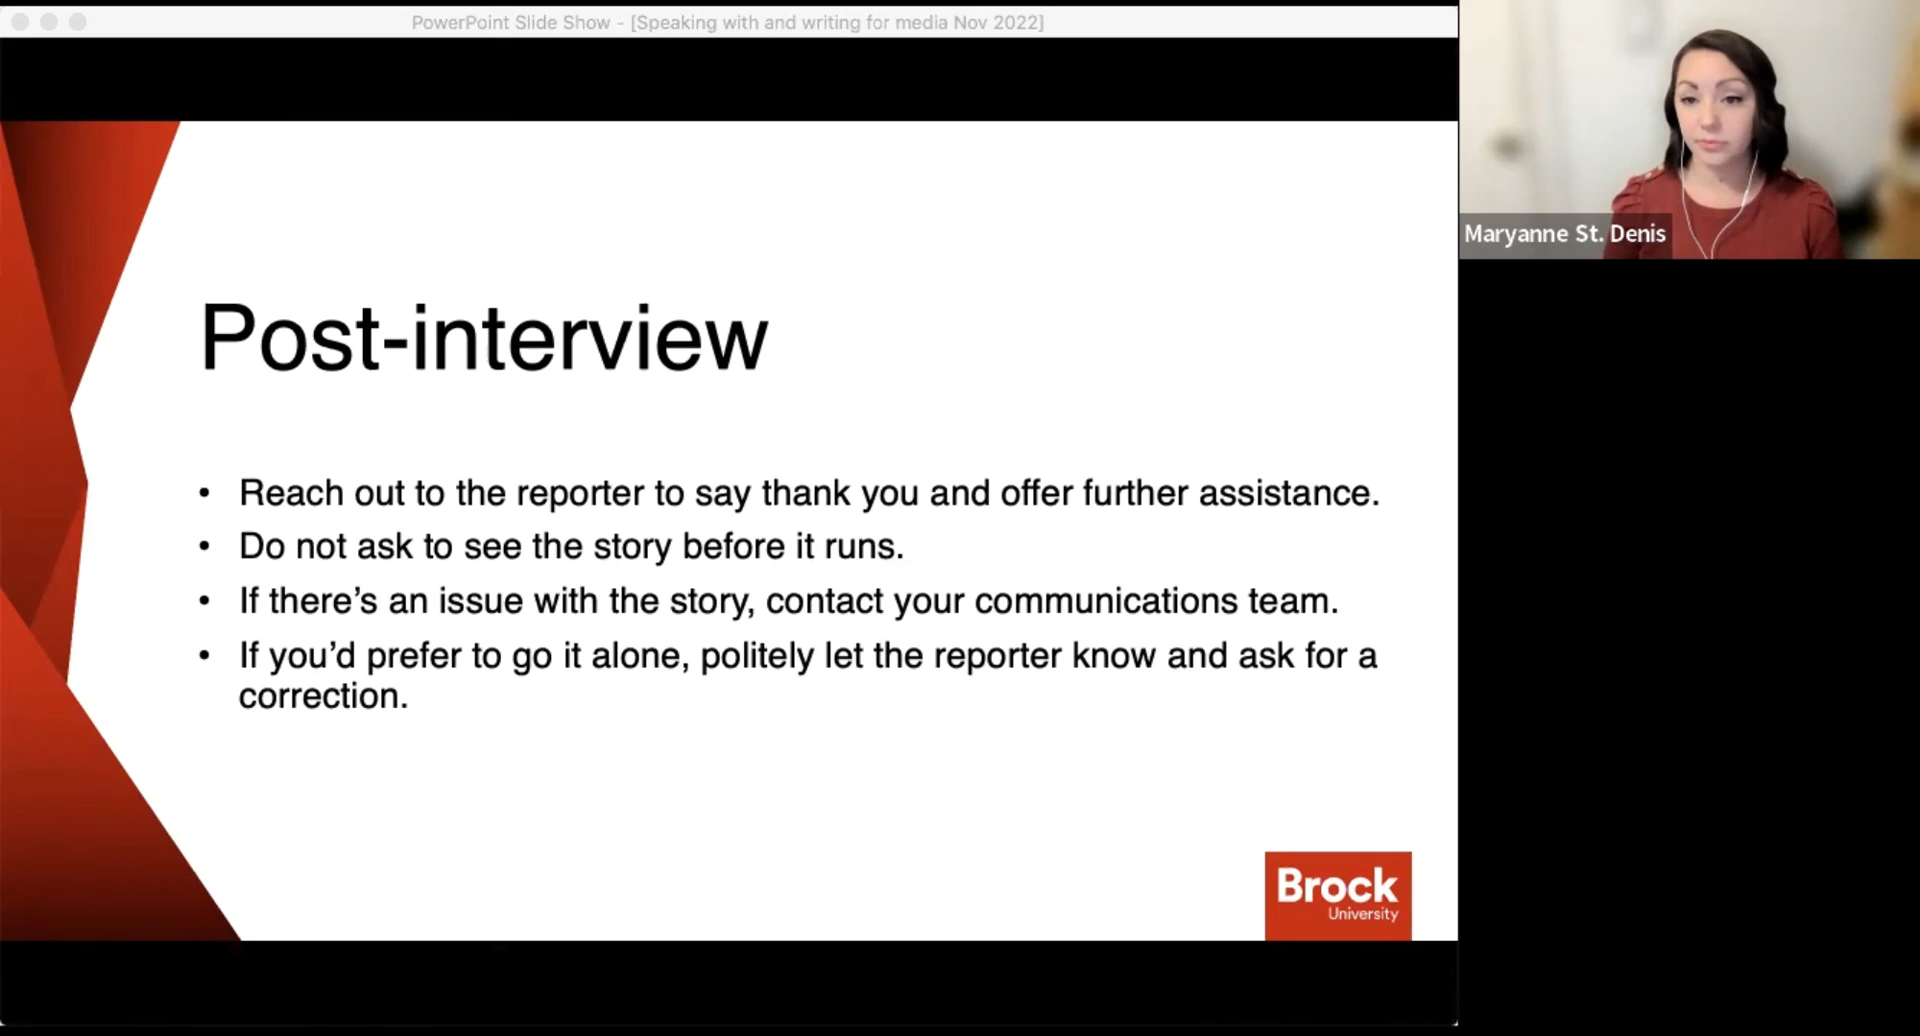 PowerPoint Slide Show - [Speaking with and writing for media Nov 2022]
Maryanne St. Denis
Post-interview
• Reach out to the reporter to say thank you and offer further assistance.
• Do not ask to see the story before it runs.
• If there’s an issue with the story, contact your communications team.
• If you’d prefer to go it alone, politely let the reporter know and ask for a
correction.
Brock
University